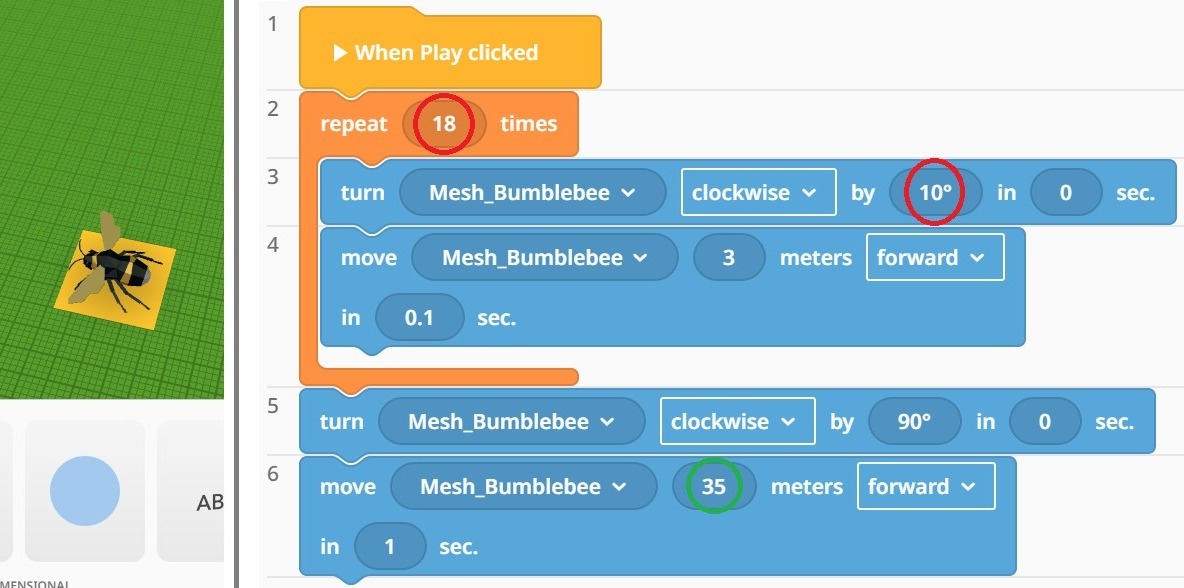 1
▶ When Play clicked
2
repeat 18 times
3
turn Mesh_Bumblebee clockwise by 10° in 0 sec.
4
move Mesh_Bumblebee 3 meters forward
in 0.1 sec.
5
turn Mesh_Bumblebee clockwise by 90° in 0 sec.
6
move Mesh_Bumblebee 35 meters forward
in 1 sec.
AB
MENSIONAL